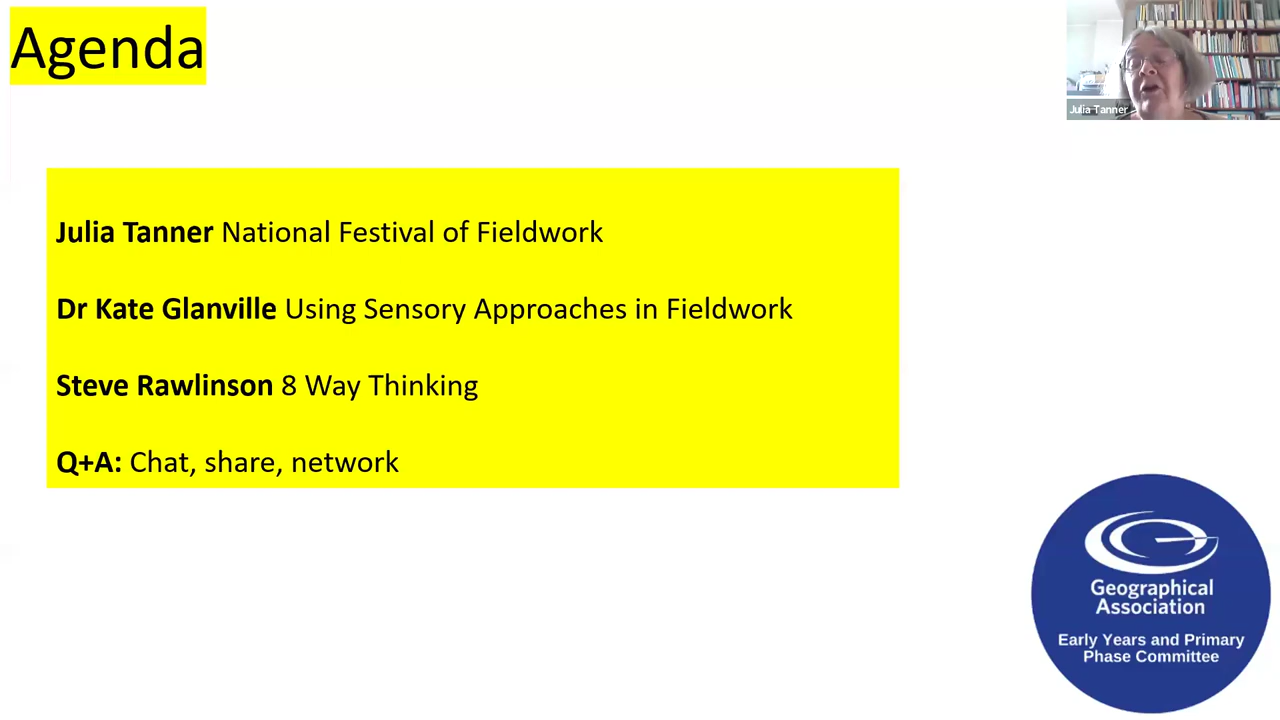 Agenda
Julia Tanner
Julia Tanner National Festival of Fieldwork
Dr Kate Glanville Using Sensory Approaches in Fieldwork
Steve Rawlinson 8 Way Thinking
Q+A: Chat, share, network
Geographical
Association
Early Years and Primary
Phase Committee